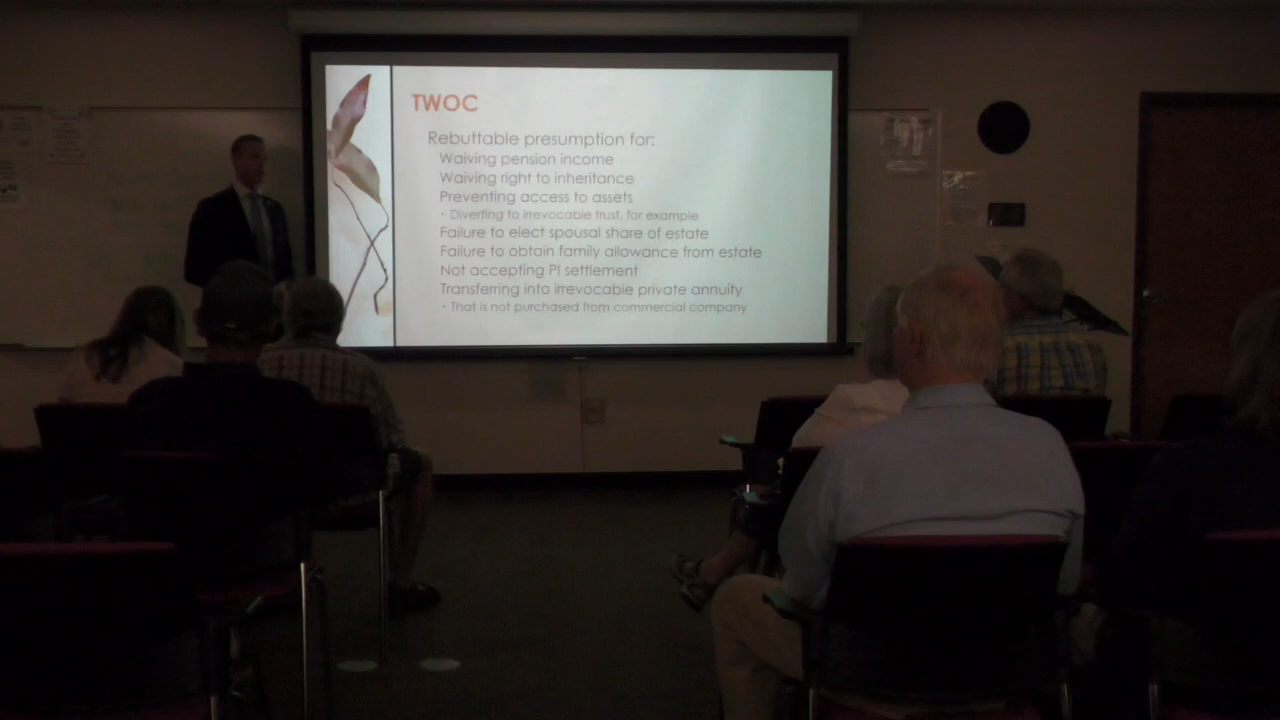 TWOC
Rebuttable presumption for:
Waiving pension income
Waiving right to inheritance
Preventing access to assets
• Diverting to irrevocable trust, for example
Failure to elect spousal share of estate
Failure to obtain family allowance from estate
Not accepting PI settlement
Transferring into irrevocable private annuity
• That is not purchased from commercial company